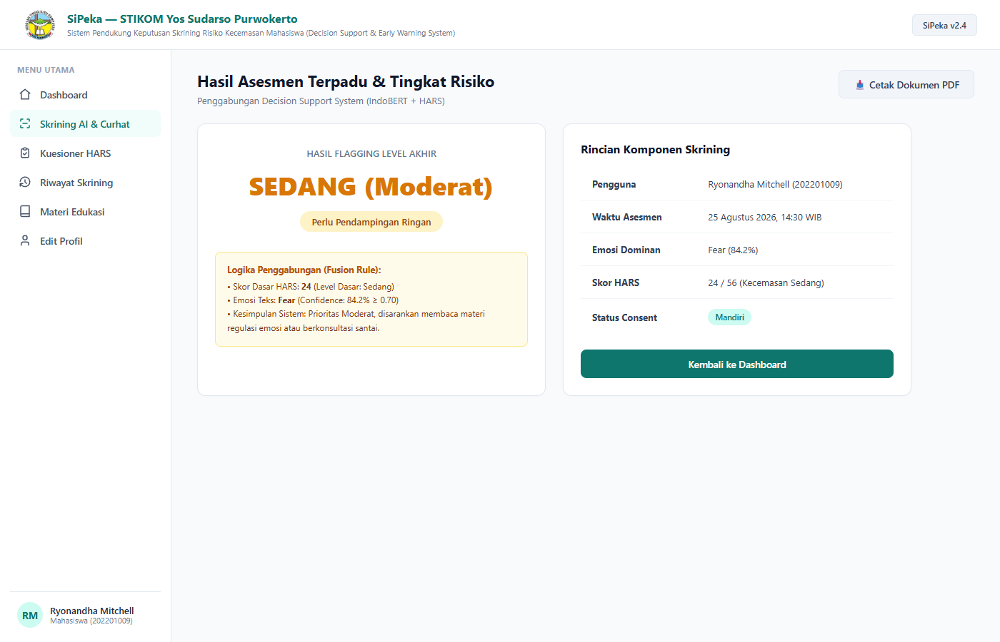 SiPeka — STIKOM Yos Sudarso Purwokerto
Sistem Pendukung Keputusan Skrining Risiko Kecemasan Mahasiswa (Decision Support & Early Warning System)
SiPeka v2.4
MENU UTAMA
Dashboard
Skrining AI & Curhat
Kuesioner HARS
Riwayat Skrining
Materi Edukasi
Edit Profil
RM
Ryonandha Mitchell
Mahasiswa (202201009)
Hasil Asesmen Terpadu & Tingkat Risiko
Penggabungan Decision Support System (IndoBERT + HARS)
Cetak Dokumen PDF
HASIL FLAGGING LEVEL AKHIR
SEDANG (Moderat)
Perlu Pendampingan Ringan
Logika Penggabungan (Fusion Rule):
• Skor Dasar HARS: 24 (Level Dasar: Sedang)
• Emosi Teks: Fear (Confidence: 84.2% ≥ 0.70)
• Kesimpulan Sistem: Prioritas Moderat, disarankan membaca materi
regulasi emosi atau berkonsultasi santai.
Rincian Komponen Skrining
Pengguna Ryonandha Mitchell (202201009)
Waktu Asesmen 25 Agustus 2026, 14:30 WIB
Emosi Dominan Fear (84.2%)
Skor HARS 24 / 56 (Kecemasan Sedang)
Status Consent Mandiri
Kembali ke Dashboard